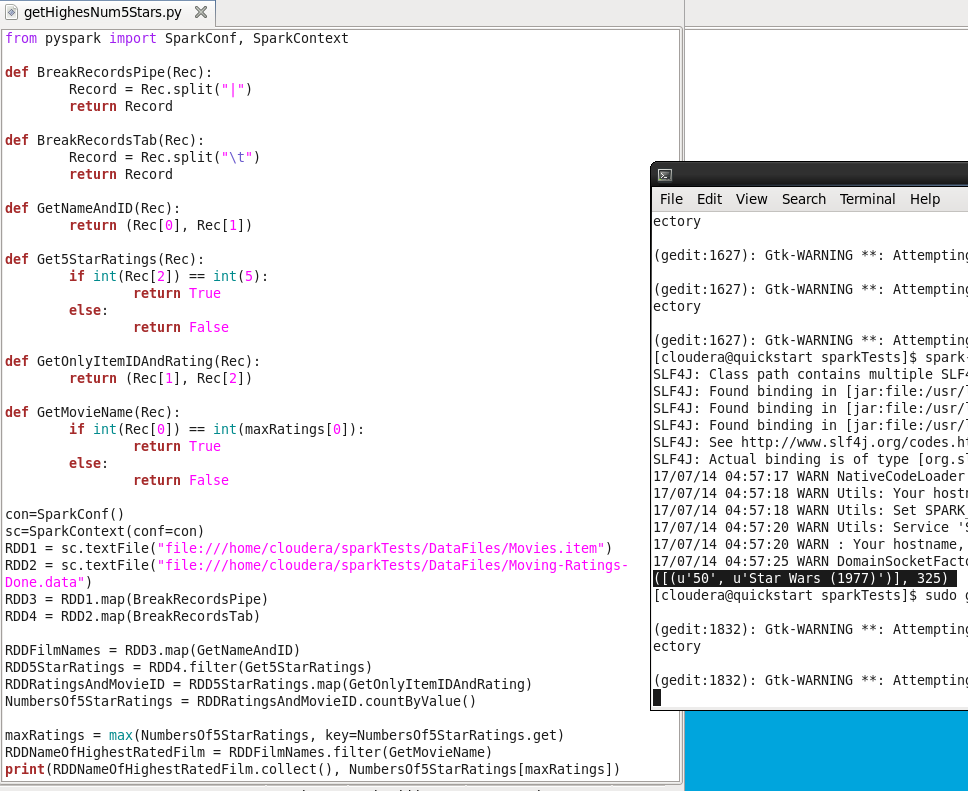 getHighesNum5Stars.py
from pyspark import SparkConf, SparkContext
def BreakRecordsPipe(Rec):
Record = Rec.split("|")
return Record
def BreakRecordsTab(Rec):
Record = Rec.split("\t")
return Record
def GetNameAndID(Rec):
return (Rec[0], Rec[1])
def Get5StarRatings(Rec):
if int(Rec[2]) == int(5):
return True
else:
return False
def GetOnlyItemIDAndRating(Rec):
return (Rec[1], Rec[2])
def GetMovieName(Rec):
if int(Rec[0]) == int(maxRatings[0]):
return True
else:
return False
con=SparkConf()
sc=SparkContext(conf=con)
RDD1 = sc.textFile("file:///home/cloudera/sparkTests/DataFiles/Movies.item")
RDD2 = sc.textFile("file:///home/cloudera/sparkTests/DataFiles/Moving-Ratings-
Done.data")
RDD3 = RDD1.map(BreakRecordsPipe)
RDD4 = RDD2.map(BreakRecordsTab)
RDDFilmNames = RDD3.map(GetNameAndID)
RDD5StarRatings = RDD4.filter(Get5StarRatings)
RDDRatingsAndMovieID = RDD5StarRatings.map(GetOnlyItemIDAndRating)
NumbersOf5StarRatings = RDDRatingsAndMovieID.countByValue()
maxRatings = max(NumbersOf5StarRatings, key=NumbersOf5StarRatings.get)
RDDNameOfHighestRatedFilm = RDDFilmNames.filter(GetMovieName)
print(RDDNameOfHighestRatedFilm.collect(), NumbersOf5StarRatings[maxRatings])
File Edit View Search Terminal Help
ectory
(gedit:1627): Gtk-WARNING **: Attempting
(gedit:1627): Gtk-WARNING **: Attempting
ectory
(gedit:1627): Gtk-WARNING **: Attempting
[cloudera@quickstart sparkTests]$ spark-
SLF4J: Class path contains multiple SLF4
SLF4J: Found binding in [jar:file:/usr/l
SLF4J: Found binding in [jar:file:/usr/l
SLF4J: Found binding in [jar:file:/usr/l
SLF4J: See http://www.slf4j.org/codes.ht
SLF4J: Actual binding is of type [org.sl
17/07/14 04:57:17 WARN NativeCodeLoader
17/07/14 04:57:18 WARN Utils: Your hostn
17/07/14 04:57:18 WARN Utils: Set SPARK_
17/07/14 04:57:20 WARN Utils: Service 'S
17/07/14 04:57:20 WARN : Your hostname,
17/07/14 04:57:25 WARN DomainSocketFacto
([(u'50', u'Star Wars (1977)')], 325)
[cloudera@quickstart sparkTests]$ sudo g
(gedit:1832): Gtk-WARNING **: Attempting
ectory
(gedit:1832): Gtk-WARNING **: Attempting